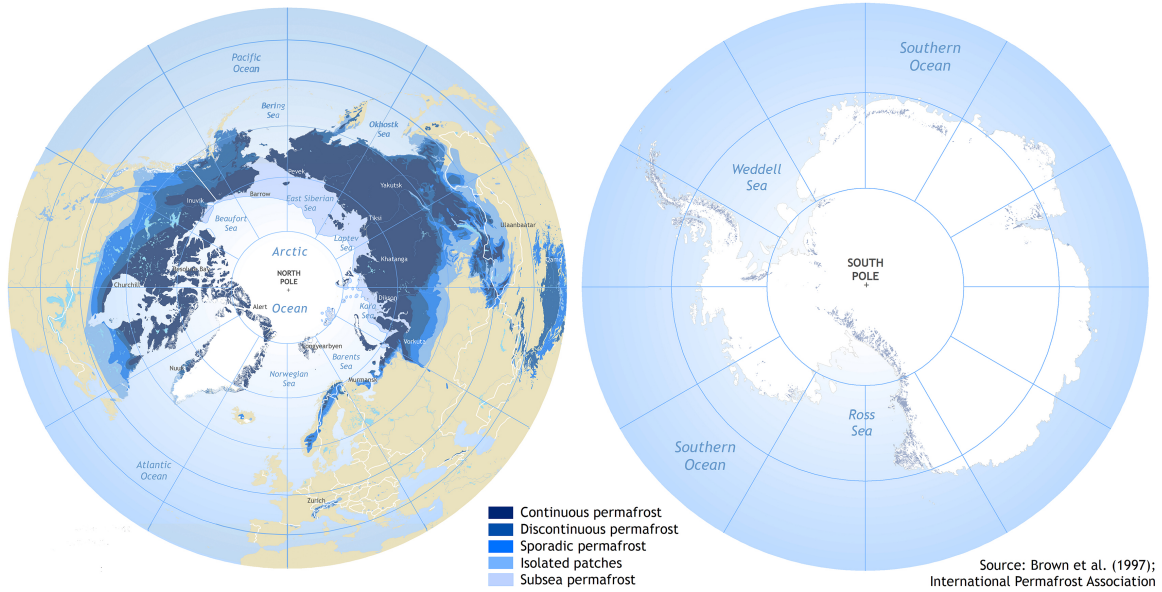 Pacific
Ocean
Bering
Sea
Okhostk
Sea
Pevek
Yakutsk
Inuvik
Barrow
East Siberian
Sea
Beaufort
Sea
Tiksi
Ulaanbaatar
Laptev
Sea
Arctic
Khatanga
Resolute Bay
NORTH
POLE
+
Churchill
Dikson
Alert
Ocean
Kara
Sea
Vorkuta
Longyearbyen
Barents
Sea
Nuuk
Norwegian
Sea
Murmansk
Atlantic
Ocean
Zurich
Southern
Ocean
Weddell
Sea
SOUTH
POLE
+
Ross
Sea
Southern
Ocean
Continuous permafrost
Discontinuous permafrost
Sporadic permafrost
Isolated patches
Subsea permafrost
Source: Brown et al. (1997);
International Permafrost Association